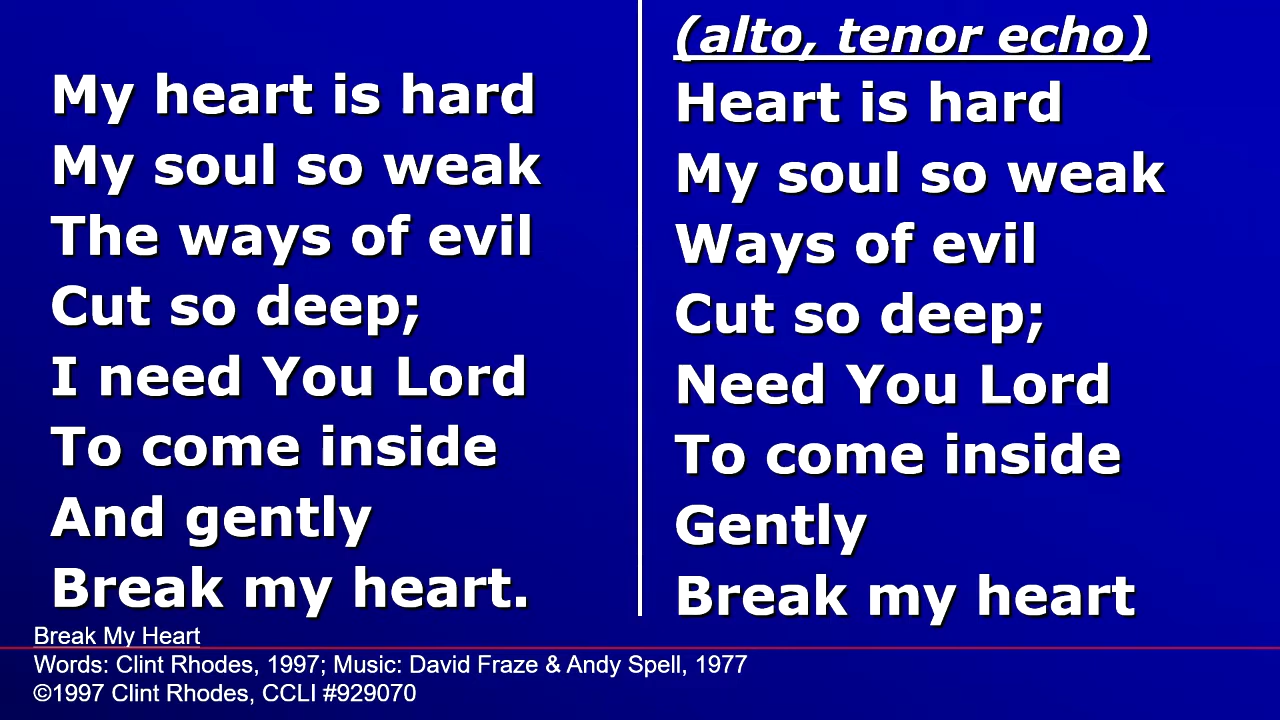 My heart is hard
My soul so weak
The ways of evil
Cut so deep;
I need You Lord
To come inside
And gently
Break my heart.
(alto, tenor echo)
Heart is hard
My soul so weak
Ways of evil
Cut so deep;
Need You Lord
To come inside
Gently
Break my heart
Break My Heart
Words: Clint Rhodes, 1997; Music: David Fraze & Andy Spell, 1977
©1997 Clint Rhodes, CCLI #929070